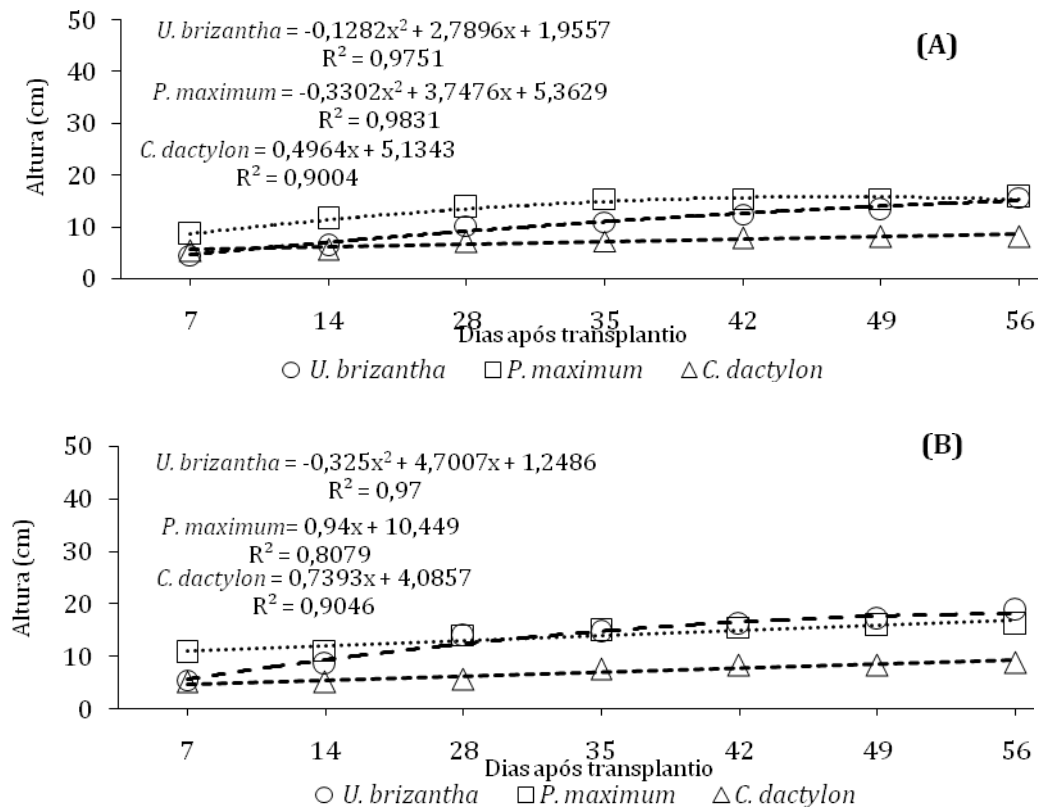 50
40
30
20
10
0
Altura (cm)
(A)
U. brizantha = -0,1282x² + 2,7896x + 1,9557
R² = 0,9751
P. maximum = -0,3302x² + 3,7476x + 5,3629
R² = 0,9831
C. dactylon = 0,4964x + 5,1343
R² = 0,9004
7 14 28 35 42 49 56
Dias após transplantio
U. brizantha P. maximum C. dactylon
50
40
30
20
10
0
Altura (cm)
(B)
U. brizantha = -0,325x² + 4,7007x + 1,2486
R² = 0,97
P. maximum= 0,94x + 10,449
R² = 0,8079
C. dactylon = 0,7393x + 4,0857
R² = 0,9046
7 14 28 35 42 49 56
Dias após transplantio
U. brizantha P. maximum C. dactylon